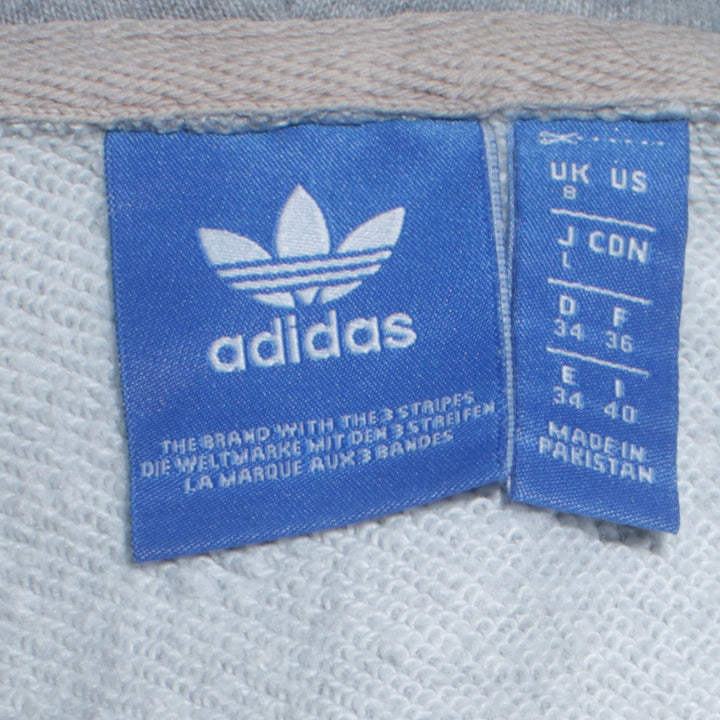 adidas
THE BRAND WITH THE 3 STRIPES
DIE WELTMARKE MIT DEN 3 STREIFEN
LA MARQUE AUX 3 BANDES
UK US
8
J CDN
L
D F
34 36
E I
34 40
MADE IN
PAKISTAN